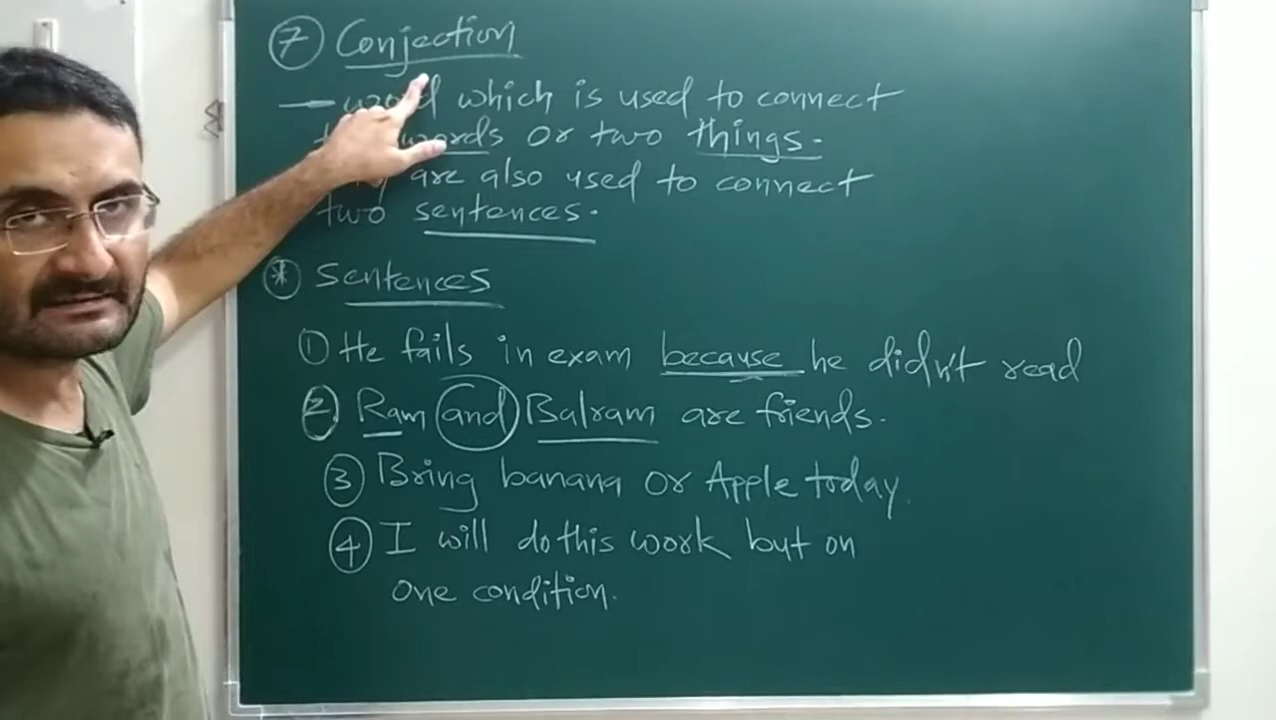 7 Conjection
— word which is used to connect
words or two things.
are also used to connect
two sentences.
* Sentences
1 He fails in exam because he didn't read
2 Ram and Balram are friends.
3 Bring banana or Apple today.
4 I will do this work but on
one condition.